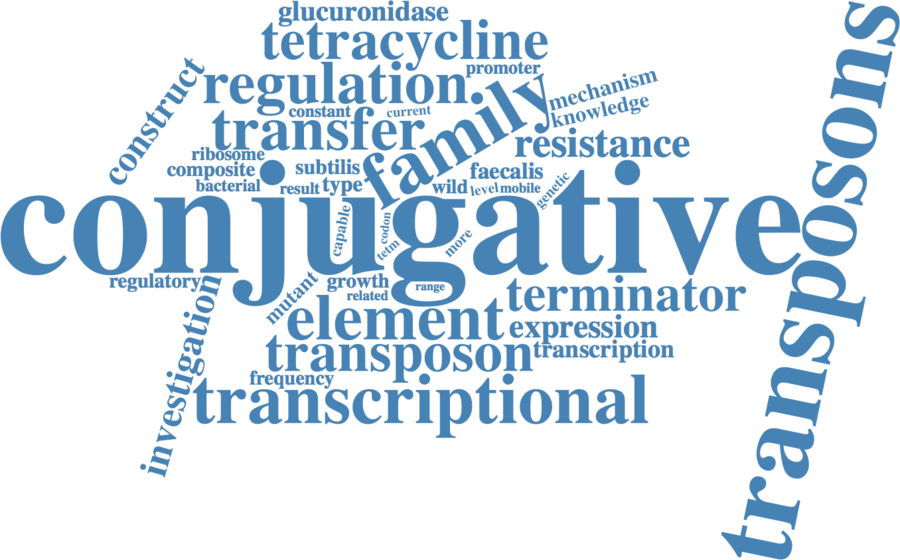 glucuronidase
tetracycline
promoter
regulation
mechanism
knowledge
construct
constant
current
transfer
family
resistance
ribosome
composite
subtilis
faecalis
bacterial
result
type
wild
level
mobile
genetic
conjugative
transposons
capable
codon
tetm
more
regulatory
growth
range
related
mutant
terminator
element
expression
investigation
transposon
transcription
frequency
transcriptional